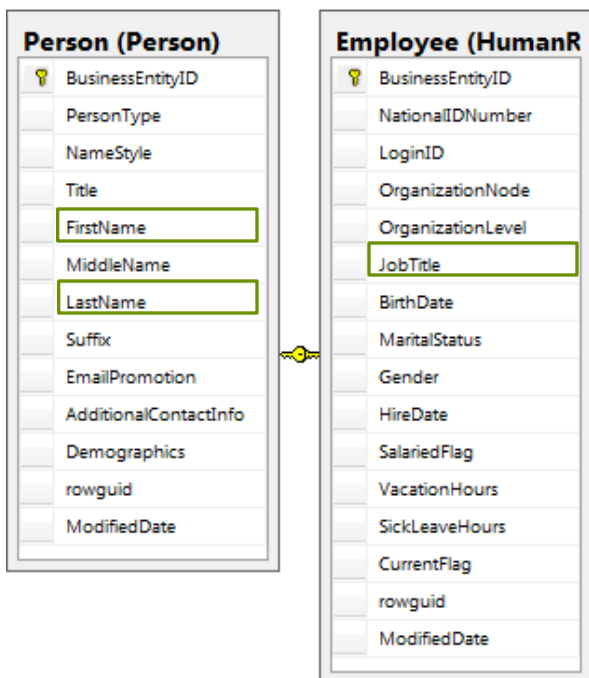 Person (Person)
BusinessEntityID
PersonType
NameStyle
Title
FirstName
MiddleName
LastName
Suffix
EmailPromotion
AdditionalContactInfo
Demographics
rowguid
ModifiedDate
Employee (HumanR
BusinessEntityID
NationalIDNumber
LoginID
OrganizationNode
OrganizationLevel
JobTitle
BirthDate
MaritalStatus
Gender
HireDate
SalariedFlag
VacationHours
SickLeaveHours
CurrentFlag
rowguid
ModifiedDate